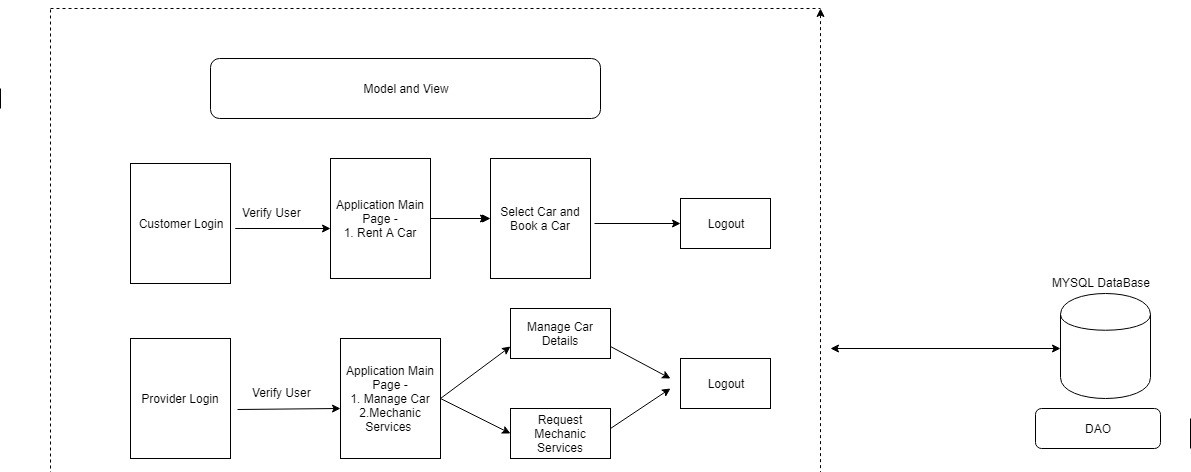 Model and View
Customer Login
Verify User
Application Main
Page -
1. Rent A Car
Select Car and
Book a Car
Logout
MYSQL DataBase
Provider Login
Verify User
Application Main
Page -
1. Manage Car
2.Mechanic
Services
Manage Car
Details
Request
Mechanic
Services
Logout
DAO